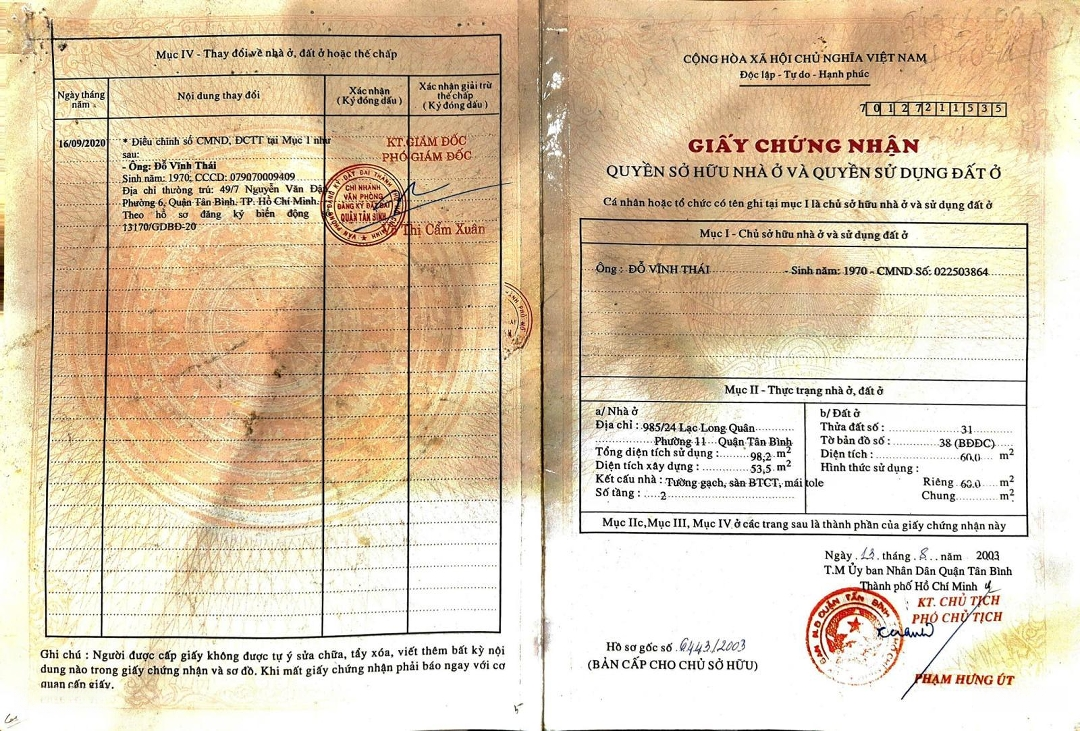 Mục IV - Thay đổi về nhà ở, đất ở hoặc thế chấp
Ngày tháng năm
Nội dung thay đổi
Xác nhận
( Ký đóng dấu )
Xác nhận giải trừ thế chấp
( Ký đóng dấu )
16/09/2020
* Điều chỉnh số CMND, ĐCTT tại Mục I như
sau:
- Ông: Đỗ Vĩnh Thái
Sinh năm: 1970; CCCD: 079070009409
Địa chỉ thường trú: 49/7 Nguyễn Văn Đậu
Phường 6, Quận Tân Bình. TP. Hồ Chí Minh.
Theo hồ sơ đăng ký biến động
13170/GDBĐ-20
KT.GIÁM ĐỐC
PHÓ GIÁM ĐỐC
CHI NHÁNH
VĂN PHÒNG
ĐĂNG KÝ ĐẤT ĐAI
QUẬN TÂN BÌNH
Thị Cẩm Xuân
Ghi chú : Người được cấp giấy không được tự ý sửa chữa, tẩy xóa, viết thêm bất kỳ nội
dung nào trong giấy chứng nhận và sơ đồ. Khi mất giấy chứng nhận phải báo ngay với cơ
quan cấp giấy.
CỘNG HÒA XÃ HỘI CHỦ NGHĨA VIỆT NAM
Độc lập - Tự do - Hạnh phúc
70127211535
GIẤY CHỨNG NHẬN
QUYỀN SỞ HỮU NHÀ Ở VÀ QUYỀN SỬ DỤNG ĐẤT Ở
Cá nhân hoặc tổ chức có tên ghi tại mục I là chủ sở hữu nhà ở và sử dụng đất ở
Mục I - Chủ sở hữu nhà ở và sử dụng đất ở
Ông : ĐỖ VĨNH THÁI - Sinh năm: 1970 - CMND Số: 022503864
Mục II - Thực trạng nhà ở, đất ở
a/ Nhà ở
Địa chỉ : 985/24 Lạc Long Quân
Phường 11 Quận Tân Bình
Tổng diện tích sử dụng : 98,2 m²
Diện tích xây dựng : 53,5 m²
Kết cấu nhà : Tường gạch, sàn BTCT, mái tole
Số tầng : 2
b/ Đất ở
Thửa đất số : 31
Tờ bản đồ số : 38 (BĐĐC)
Diện tích : 60.0 m²
Hình thức sử dụng :
Riêng 60.0 m²
Chung m²
Mục IIc,Mục III, Mục IV ở các trang sau là thành phần của giấy chứng nhận này
Ngày 13 tháng 8 năm 2003
T.M Ủy ban Nhân Dân Quận Tân Bình
Thành phố Hồ Chí Minh
KT. CHỦ TỊCH
PHÓ CHỦ TỊCH
PHẠM HƯNG ÚT
Hồ sơ gốc số 6443/2003
(BẢN CẤP CHO CHỦ SỞ HỮU)